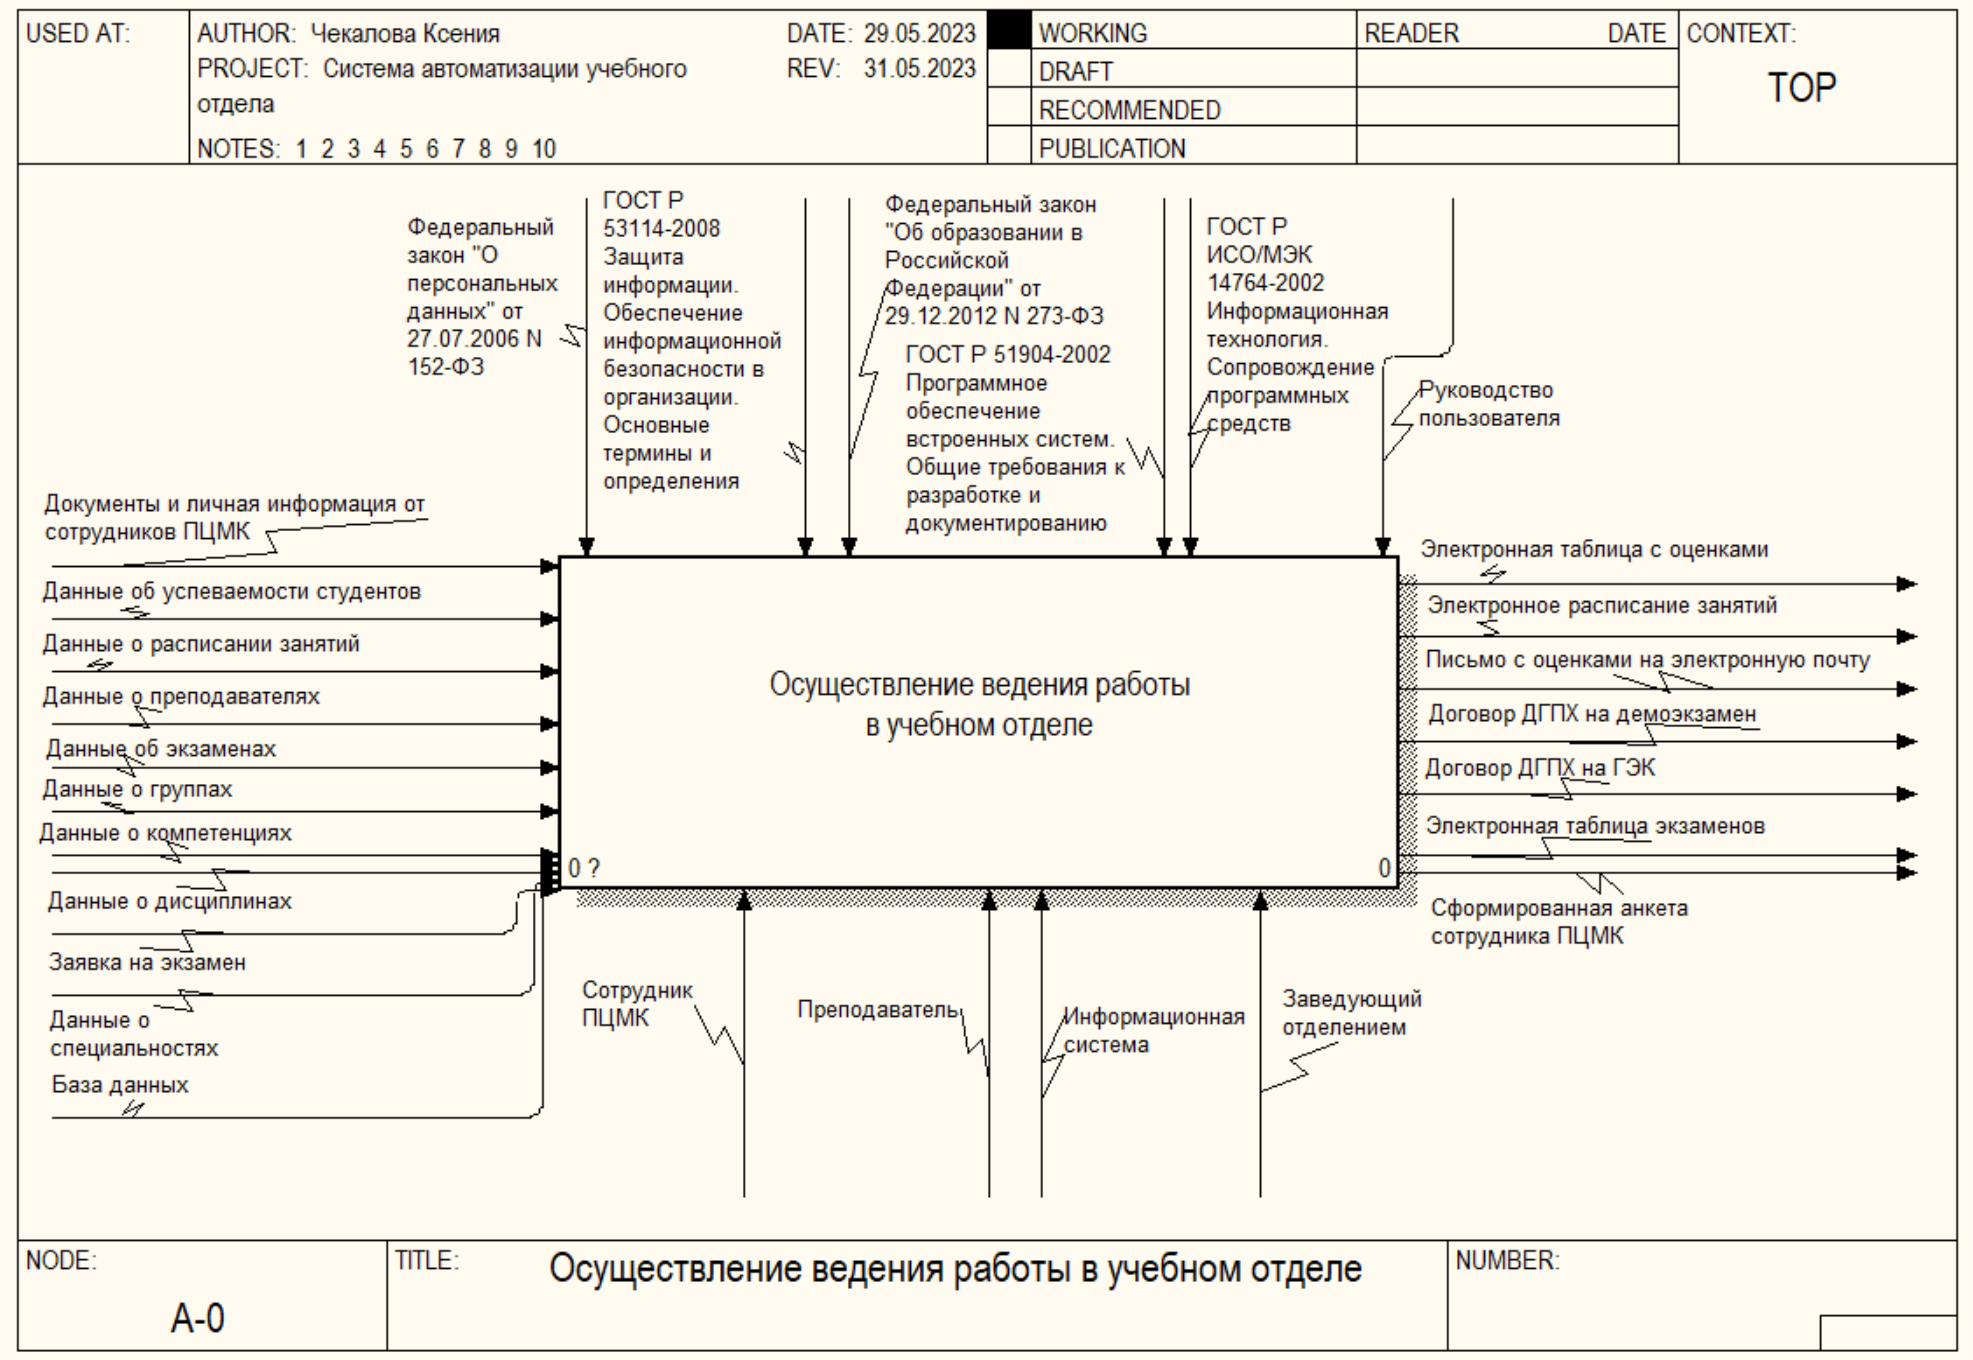 USED AT:
AUTHOR: Чекалова Ксения
DATE: 29.05.2023
PROJECT: Система автоматизации учебного
отдела
REV: 31.05.2023
NOTES: 1 2 3 4 5 6 7 8 9 10
WORKING
DRAFT
RECOMMENDED
PUBLICATION
READER
DATE
CONTEXT:
TOP
Федеральный
закон "О
персональных
данных" от
27.07.2006 N
152-ФЗ
ГОСТ Р
53114-2008
Защита
информации.
Обеспечение
информационной
безопасности в
организации.
Основные
термины и
определения
Федеральный закон
"Об образовании в
Российской
Федерации" от
29.12.2012 N 273-ФЗ
ГОСТ Р 51904-2002
Программное
обеспечение
встроенных систем.
Общие требования к
разработке и
документированию
ГОСТ Р
ИСО/МЭК
14764-2002
Информационная
технология.
Сопровождение
программных
средств
Руководство
пользователя
Документы и личная информация от
сотрудников ПЦМК
Данные об успеваемости студентов
Данные о расписании занятий
Данные о преподавателях
Данные об экзаменах
Данные о группах
Данные о компетенциях
Данные о дисциплинах
Заявка на экзамен
Данные о
специальностях
База данных
Осуществление ведения работы
в учебном отделе
0 ?
0
Электронная таблица с оценками
Электронное расписание занятий
Письмо с оценками на электронную почту
Договор ДГПХ на демоэкзамен
Договор ДГПХ на ГЭК
Электронная таблица экзаменов
Сформированная анкета
сотрудника ПЦМК
Сотрудник
ПЦМК
Преподаватель
Информационная
система
Заведующий
отделением
NODE:
A-0
TITLE:
Осуществление ведения работы в учебном отделе
NUMBER: